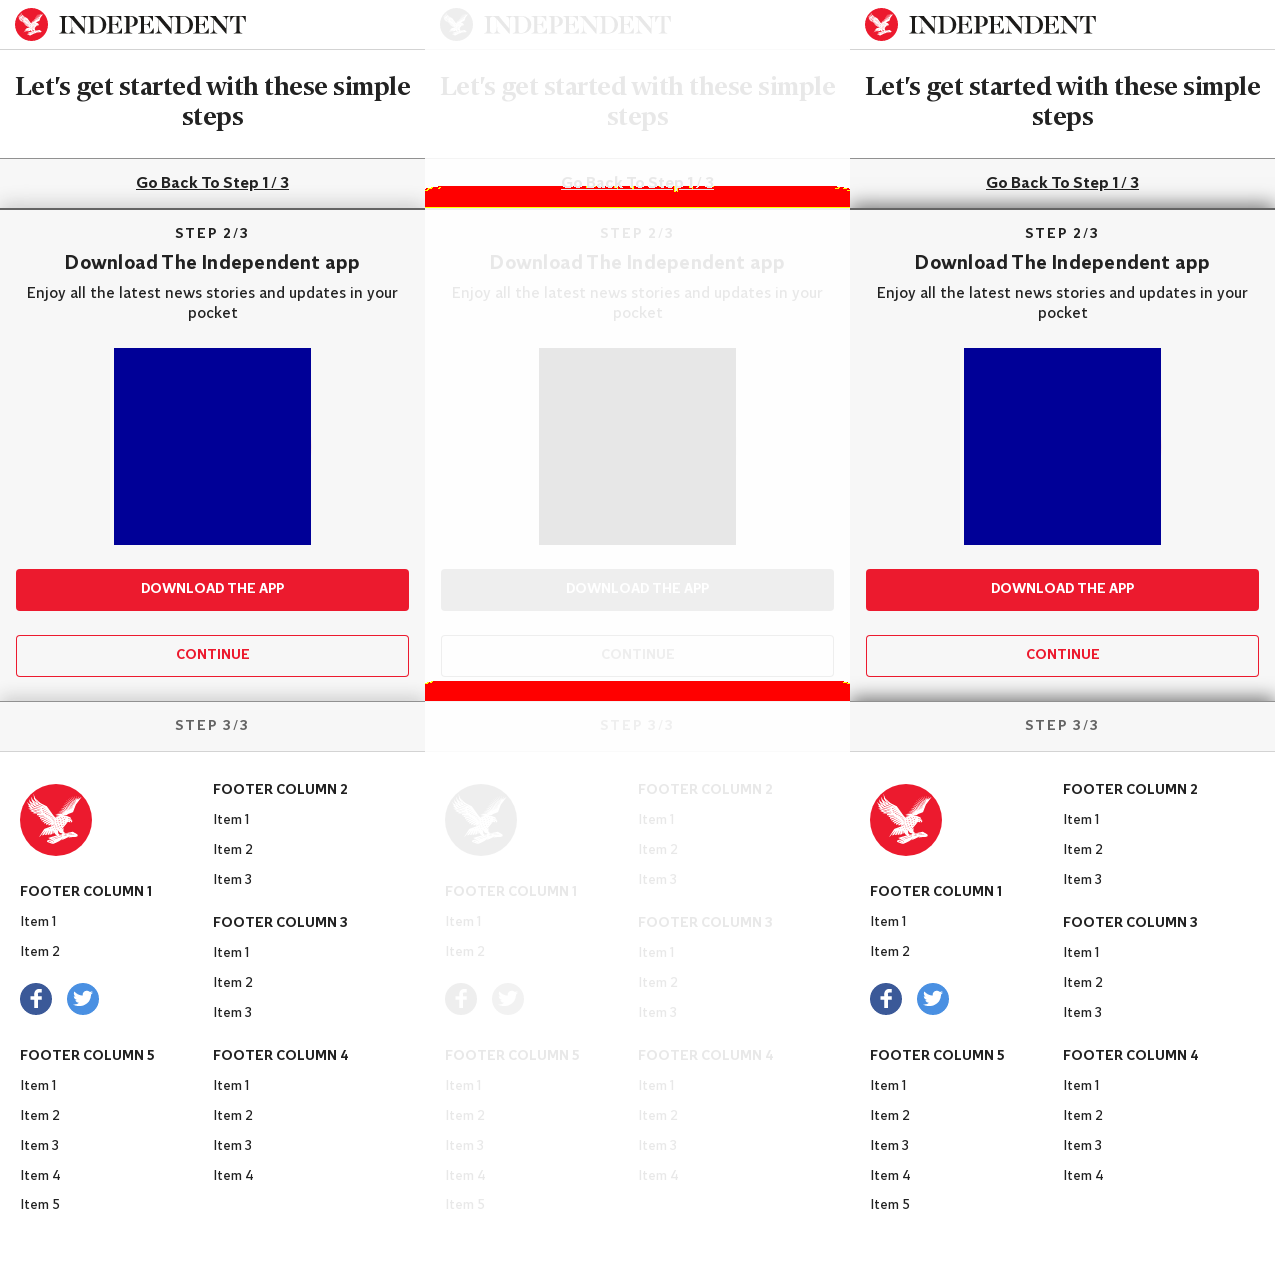 INDEPENDENT
Let's get started with these simple
steps
Go Back To Step 1 / 3
STEP 2/3
Download The Independent app
Enjoy all the latest news stories and updates in your
pocket
DOWNLOAD THE APP
CONTINUE
STEP 3/3
FOOTER COLUMN 1
Item 1
Item 2
FOOTER COLUMN 5
Item 1
Item 2
Item 3
Item 4
Item 5
FOOTER COLUMN 2
Item 1
Item 2
Item 3
FOOTER COLUMN 3
Item 1
Item 2
Item 3
FOOTER COLUMN 4
Item 1
Item 2
Item 3
Item 4
INDEPENDENT
Let's get started with these simple
steps
Go Back To Step 1 / 3
STEP 2/3
Download The Independent app
Enjoy all the latest news stories and updates in your
pocket
DOWNLOAD THE APP
CONTINUE
STEP 3/3
FOOTER COLUMN 1
Item 1
Item 2
FOOTER COLUMN 5
Item 1
Item 2
Item 3
Item 4
Item 5
FOOTER COLUMN 2
Item 1
Item 2
Item 3
FOOTER COLUMN 3
Item 1
Item 2
Item 3
FOOTER COLUMN 4
Item 1
Item 2
Item 3
Item 4
INDEPENDENT
Let's get started with these simple
steps
Go Back To Step 1 / 3
STEP 2/3
Download The Independent app
Enjoy all the latest news stories and updates in your
pocket
DOWNLOAD THE APP
CONTINUE
STEP 3/3
FOOTER COLUMN 1
Item 1
Item 2
FOOTER COLUMN 5
Item 1
Item 2
Item 3
Item 4
Item 5
FOOTER COLUMN 2
Item 1
Item 2
Item 3
FOOTER COLUMN 3
Item 1
Item 2
Item 3
FOOTER COLUMN 4
Item 1
Item 2
Item 3
Item 4